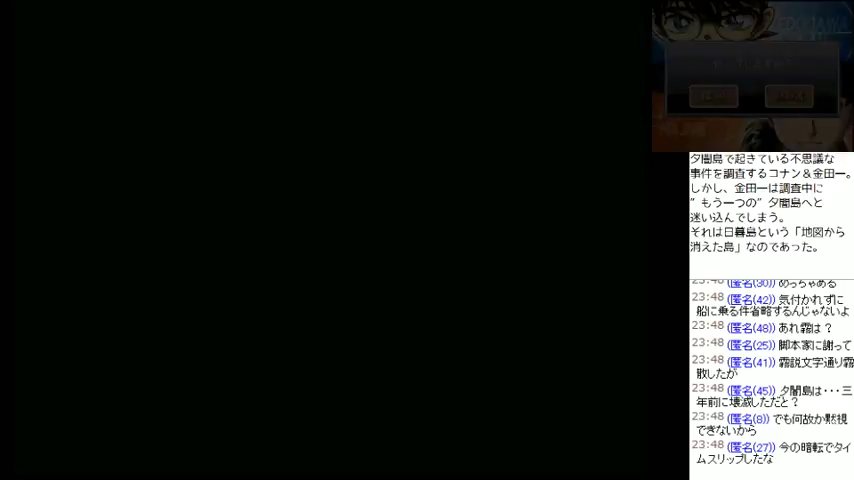 夕闇島で起きている不思議な
事件を調査するコナン＆金田一。
しかし、金田一は調査中に
”もう一つの”夕闇島へと
迷い込んでしまう。
それは日暮島という「地図から
消えた島」なのであった。
23:48 (匿名(30)) めっちゃある
23:48 (匿名(42)) 気付かれずに
船に乗る件省略するんじゃないよ
23:48 (匿名(48)) あれ霧は？
23:48 (匿名(25)) 脚本家に謝って
23:48 (匿名(41)) 霧説文字通り霧
散したが
23:48 (匿名(45)) 夕闇島は・・・三
年前に壊滅しただと？
23:48 (匿名(8)) でも何故か黙視
できないから
23:48 (匿名(27)) 今の暗転でタイ
ムスリップしたな